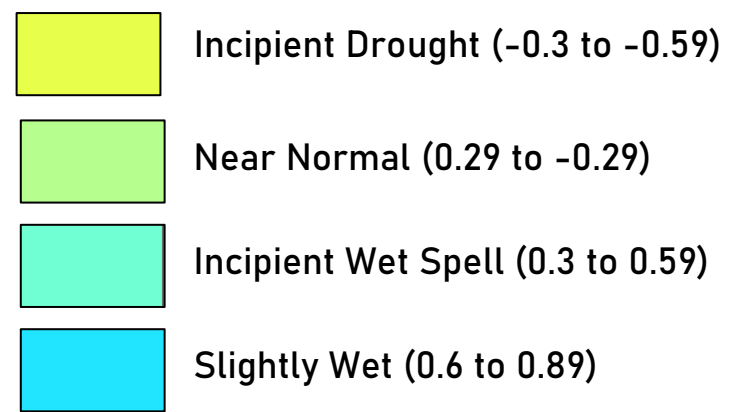 Incipient Drought (-0.3 to -0.59)
Near Normal (0.29 to -0.29)
Incipient Wet Spell (0.3 to 0.59)
Slightly Wet (0.6 to 0.89)